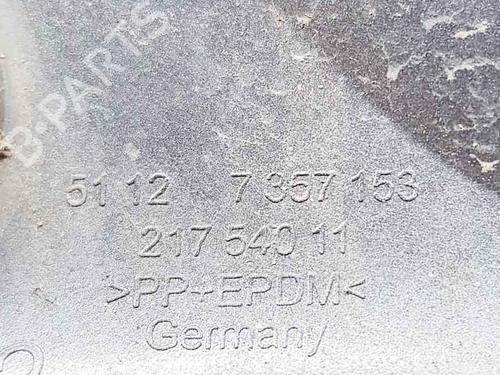 B-PARTS
51 12 7 357 153
217 540 11
>PP+EPDM<
Germany